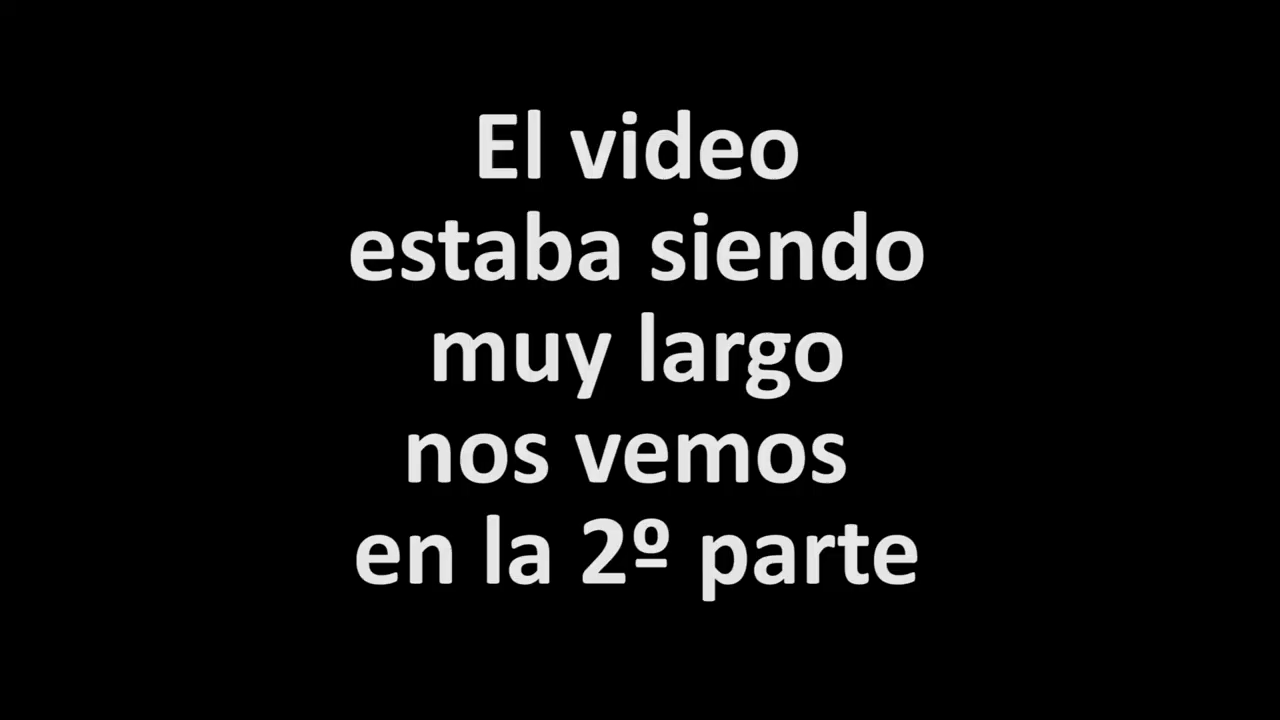 El video
estaba siendo
muy largo
nos vemos
en la 2º parte